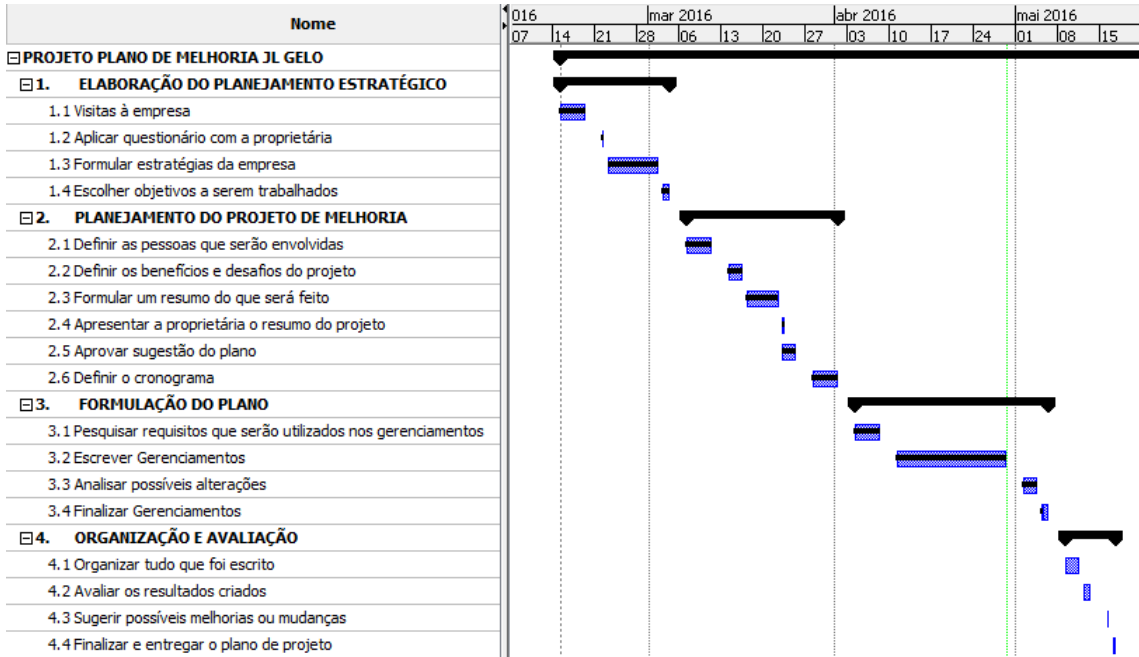 Nome
016 mar 2016 abr 2016 mai 2016
07 14 21 28 06 13 20 27 03 10 17 24 01 08 15
PROJETO PLANO DE MELHORIA JL GELO
1. ELABORAÇÃO DO PLANEJAMENTO ESTRATÉGICO
1.1 Visitas à empresa
1.2 Aplicar questionário com a proprietária
1.3 Formular estratégias da empresa
1.4 Escolher objetivos a serem trabalhados
2. PLANEJAMENTO DO PROJETO DE MELHORIA
2.1 Definir as pessoas que serão envolvidas
2.2 Definir os benefícios e desafios do projeto
2.3 Formular um resumo do que será feito
2.4 Apresentar a proprietária o resumo do projeto
2.5 Aprovar sugestão do plano
2.6 Definir o cronograma
3. FORMULAÇÃO DO PLANO
3.1 Pesquisar requisitos que serão utilizados nos gerenciamentos
3.2 Escrever Gerenciamentos
3.3 Analisar possíveis alterações
3.4 Finalizar Gerenciamentos
4. ORGANIZAÇÃO E AVALIAÇÃO
4.1 Organizar tudo que foi escrito
4.2 Avaliar os resultados criados
4.3 Sugerir possíveis melhorias ou mudanças
4.4 Finalizar e entregar o plano de projeto